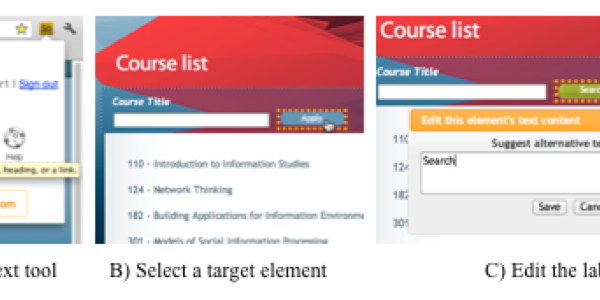 So
rt | Sign out
Help
, heading, or a link.
om
Course list
Course Title
Apply
110 - Introduction to Information Studies
124 - Network Thinking
182 - Building Applications for Information Environme
301 - Models of Social Information Processing
Course list
Course Title
Searc
Edit this element's text content
Suggest alternative te
Search
110
124
182
301
Save
Canc
ext tool
B) Select a target element
C) Edit the lab